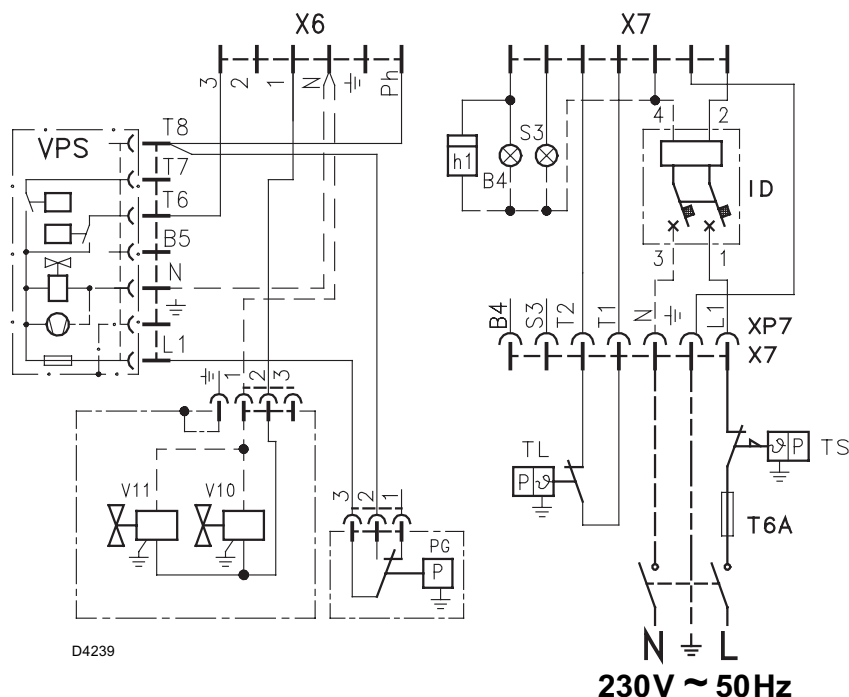 X6
X7
3
2
1
N
Ph
VPS
T8
T7
T6
B5
N
L1
4
2
S3
h1
B4
ID
3
1
B4
S3
T2
T1
N
L1
XP7
X7
1
2
3
V11
V10
3
2
1
PG
P
TL
P ϑ
ϑ P
TS
T6A
D4239
N
L
230V ~ 50Hz